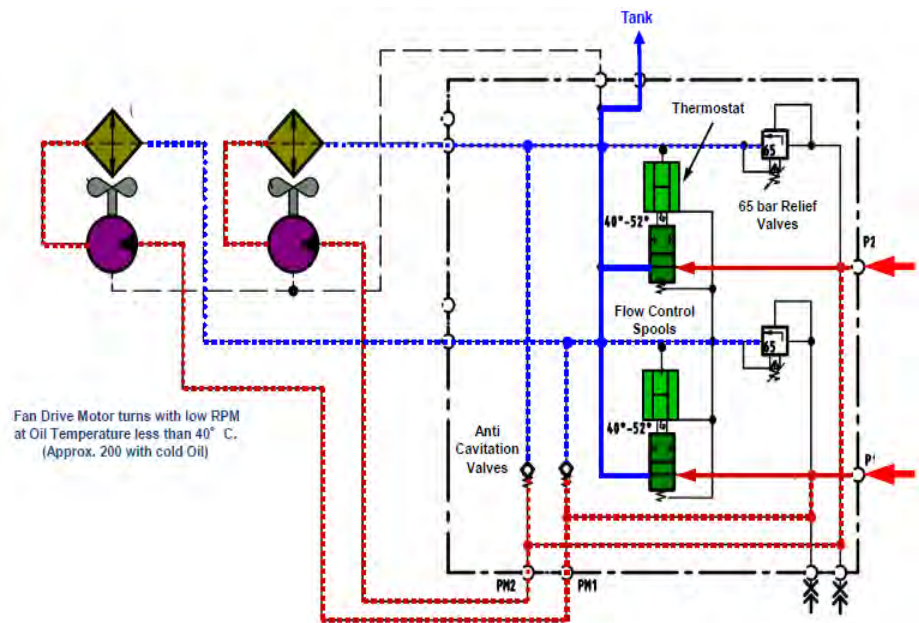 Tank
Thermostat
65
40°-52°
65 bar Relief
Valves
P2
Flow Control
Spools
65
Fan Drive Motor turns with low RPM
at Oil Temperature less than 40° C.
(Approx. 200 with cold Oil)
40°-52°
Anti
Cavitation
Valves
P1
PM2
PM1